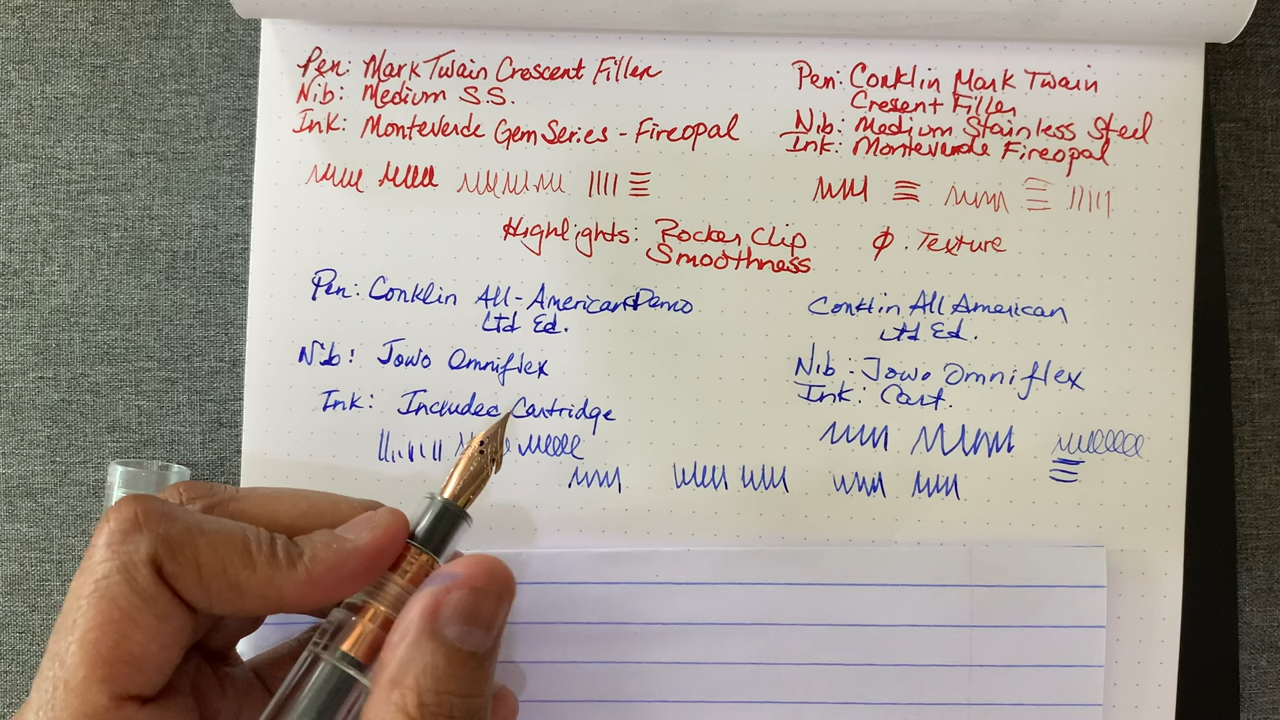 Pen: Mark Twain Crescent Filler
Nib: Medium S.S.
Ink: Monteverde Gem Series - Fireopal
Pen: Conklin Mark Twain
Cresent Filler
Nib: Medium Stainless Steel
Ink: Monteverde Fireopal
Highlights: Rocker Clip
Smoothness
φ. Texture
Pen: Conklin All-American Demo
Ltd Ed.
Nib: Jowo Omniflex
Ink: Includec Cartridge
Conklin All American
Ltd Ed.
Nib: Jowo Omniflex
Ink: Cart.